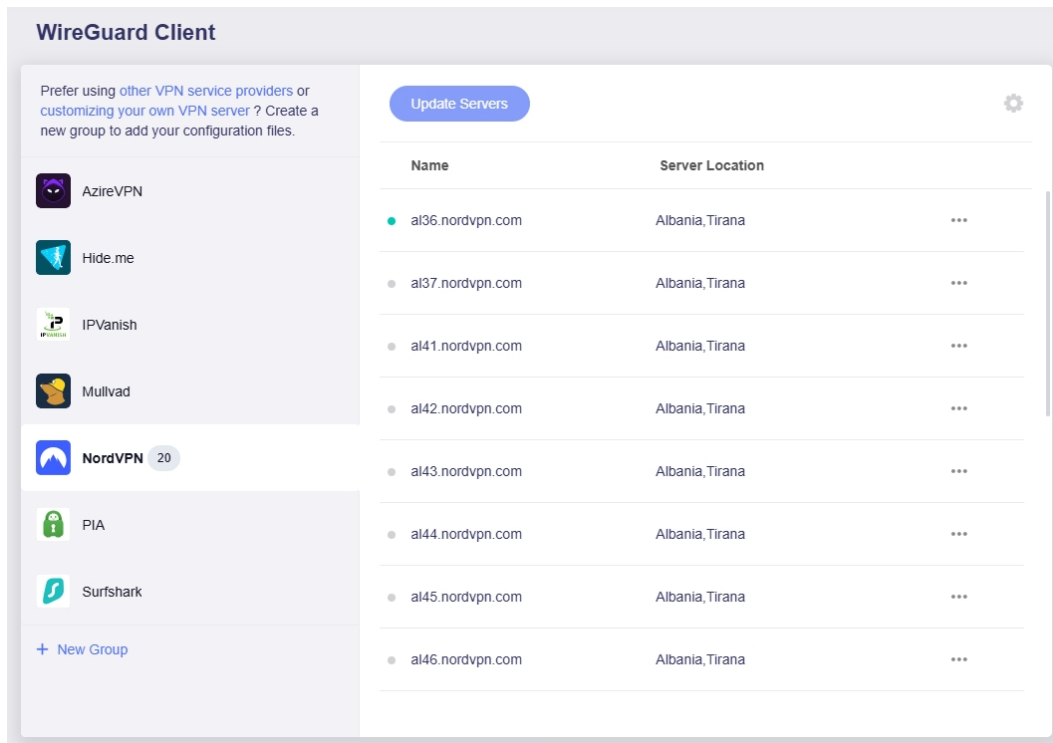 WireGuard Client
Prefer using other VPN service providers or
customizing your own VPN server ? Create a
new group to add your configuration files.
AzireVPN
Hide.me
IPVanish
IPVANISH
Mullvad
NordVPN 20
PIA
Surfshark
+ New Group
Update Servers
Name Server Location
al36.nordvpn.com Albania,Tirana
al37.nordvpn.com Albania,Tirana
al41.nordvpn.com Albania,Tirana
al42.nordvpn.com Albania,Tirana
al43.nordvpn.com Albania,Tirana
al44.nordvpn.com Albania,Tirana
al45.nordvpn.com Albania,Tirana
al46.nordvpn.com Albania,Tirana